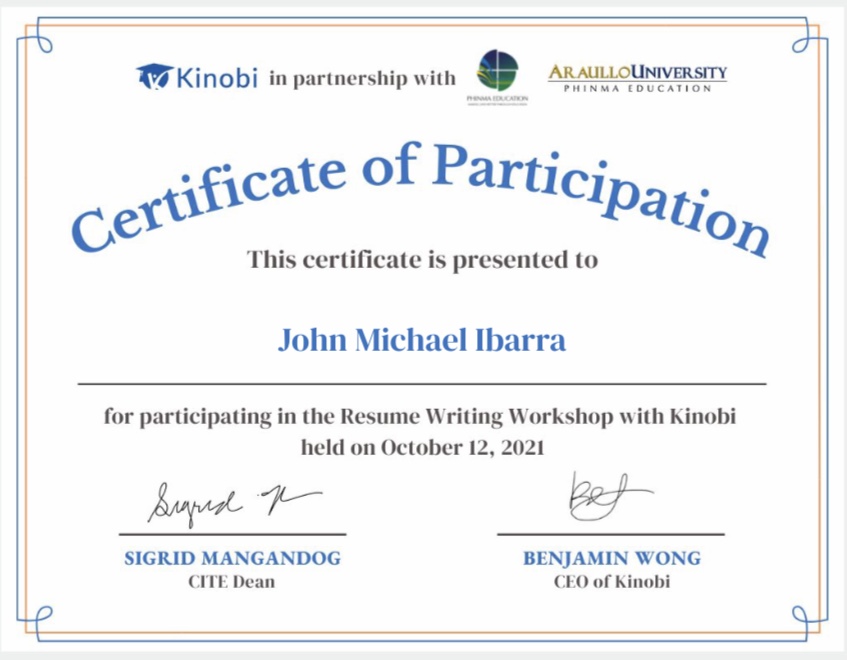 Kinobi in partnership with
PHINMA EDUCATION
ARAULLO UNIVERSITY
PHINMA EDUCATION
Certificate of Participation
This certificate is presented to
John Michael Ibarra
for participating in the Resume Writing Workshop with Kinobi
held on October 12, 2021
SIGRID MANGANDOG
CITE Dean
BENJAMIN WONG
CEO of Kinobi